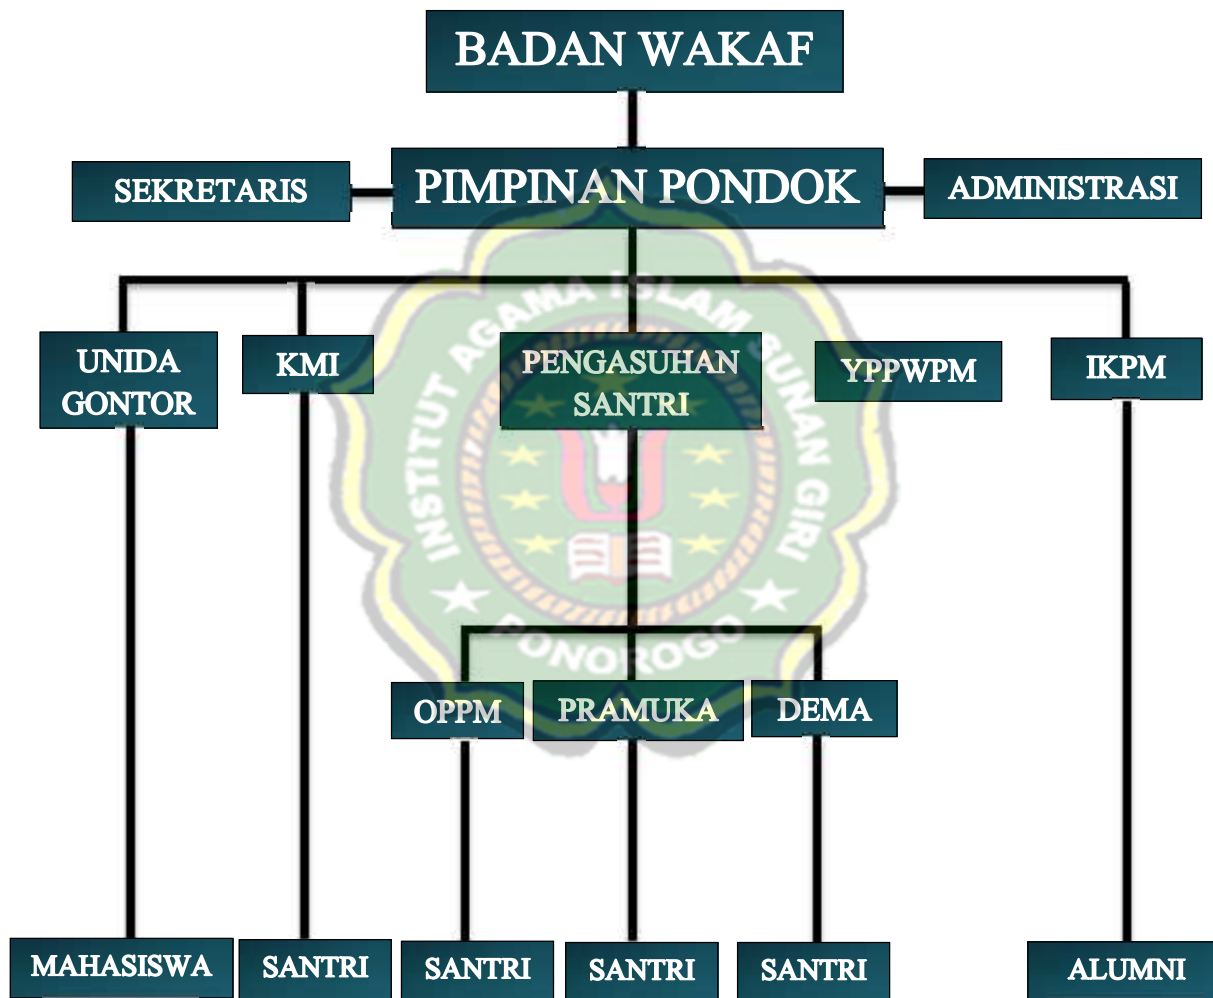 BADAN WAKAF
SEKRETARIS
PIMPINAN PONDOK
ADMINISTRASI
UNIDA
GONTOR
KMI
PENGASUHAN
SANTRI
YPPWPM
IKPM
INSTITUT AGAMA ISLAM SUNAN GIRI
PONOROGO
OPPM
PRAMUKA
DEMA
MAHASISWA
SANTRI
SANTRI
SANTRI
SANTRI
ALUMNI